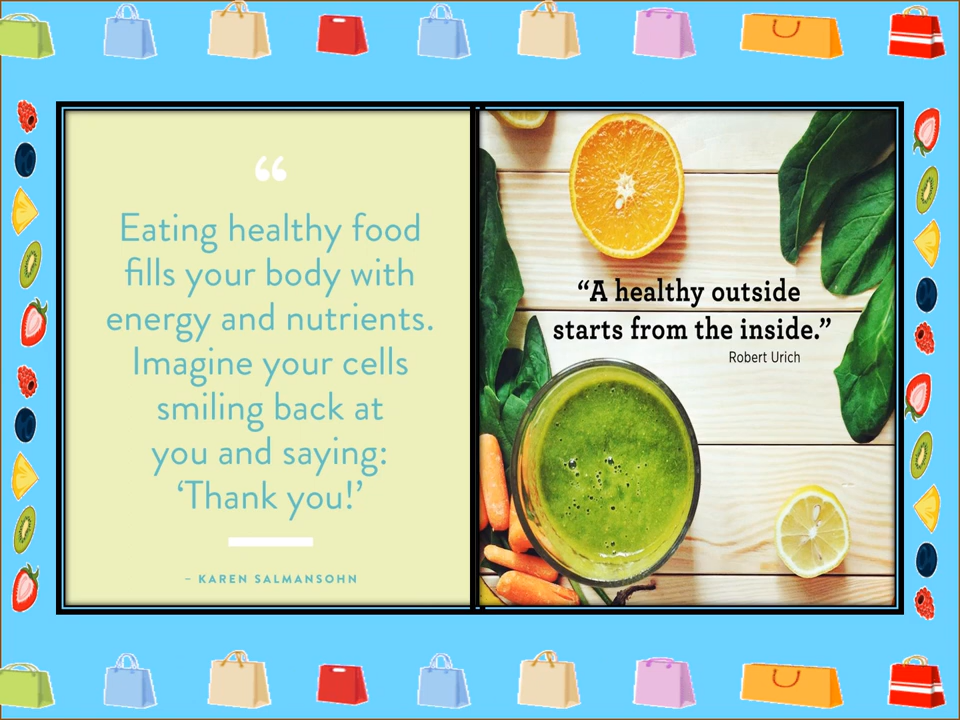 “
Eating healthy food
fills your body with
energy and nutrients.
Imagine your cells
smiling back at
you and saying:
‘Thank you!’
– KAREN SALMANSOHN
“A healthy outside
starts from the inside.”
Robert Urich